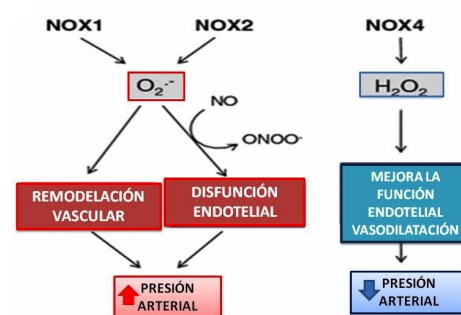 NOX1
NOX2
NOX4
O₂·⁻
H₂O₂
NO
ONOO⁻
REMODELACIÓN
VASCULAR
DISFUNCIÓN
ENDOTELIAL
MEJORA LA
FUNCIÓN
ENDOTELIAL
VASODILATACIÓN
PRESIÓN
ARTERIAL
PRESIÓN
ARTERIAL